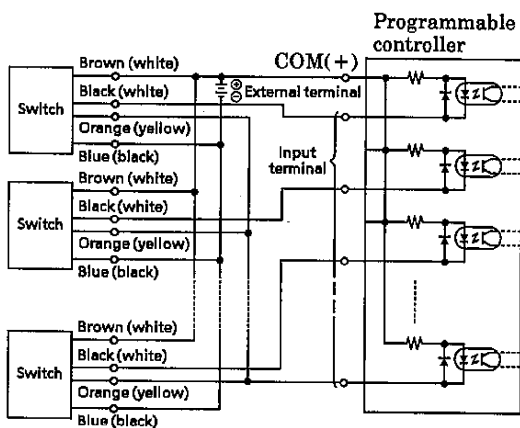 Programmable
controller
COM(+)
⊕
⊖ External terminal
Input
terminal
Switch
Brown (white)
Black (white)
Orange (yellow)
Blue (black)
Switch
Brown (white)
Black (white)
Orange (yellow)
Blue (black)
Switch
Brown (white)
Black (white)
Orange (yellow)
Blue (black)